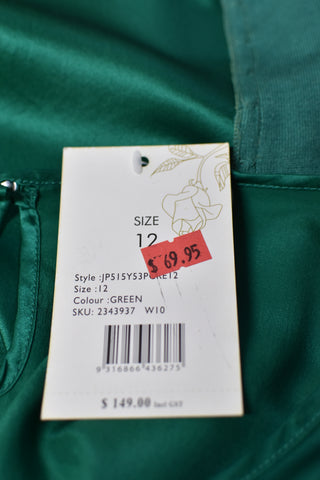 SIZE
12
$ 69.95
Style :JP515Y53PGRE12
Size :12
Colour :GREEN
SKU: 2343937 W10
9 316866 436275
$ 149.00 Incl GST